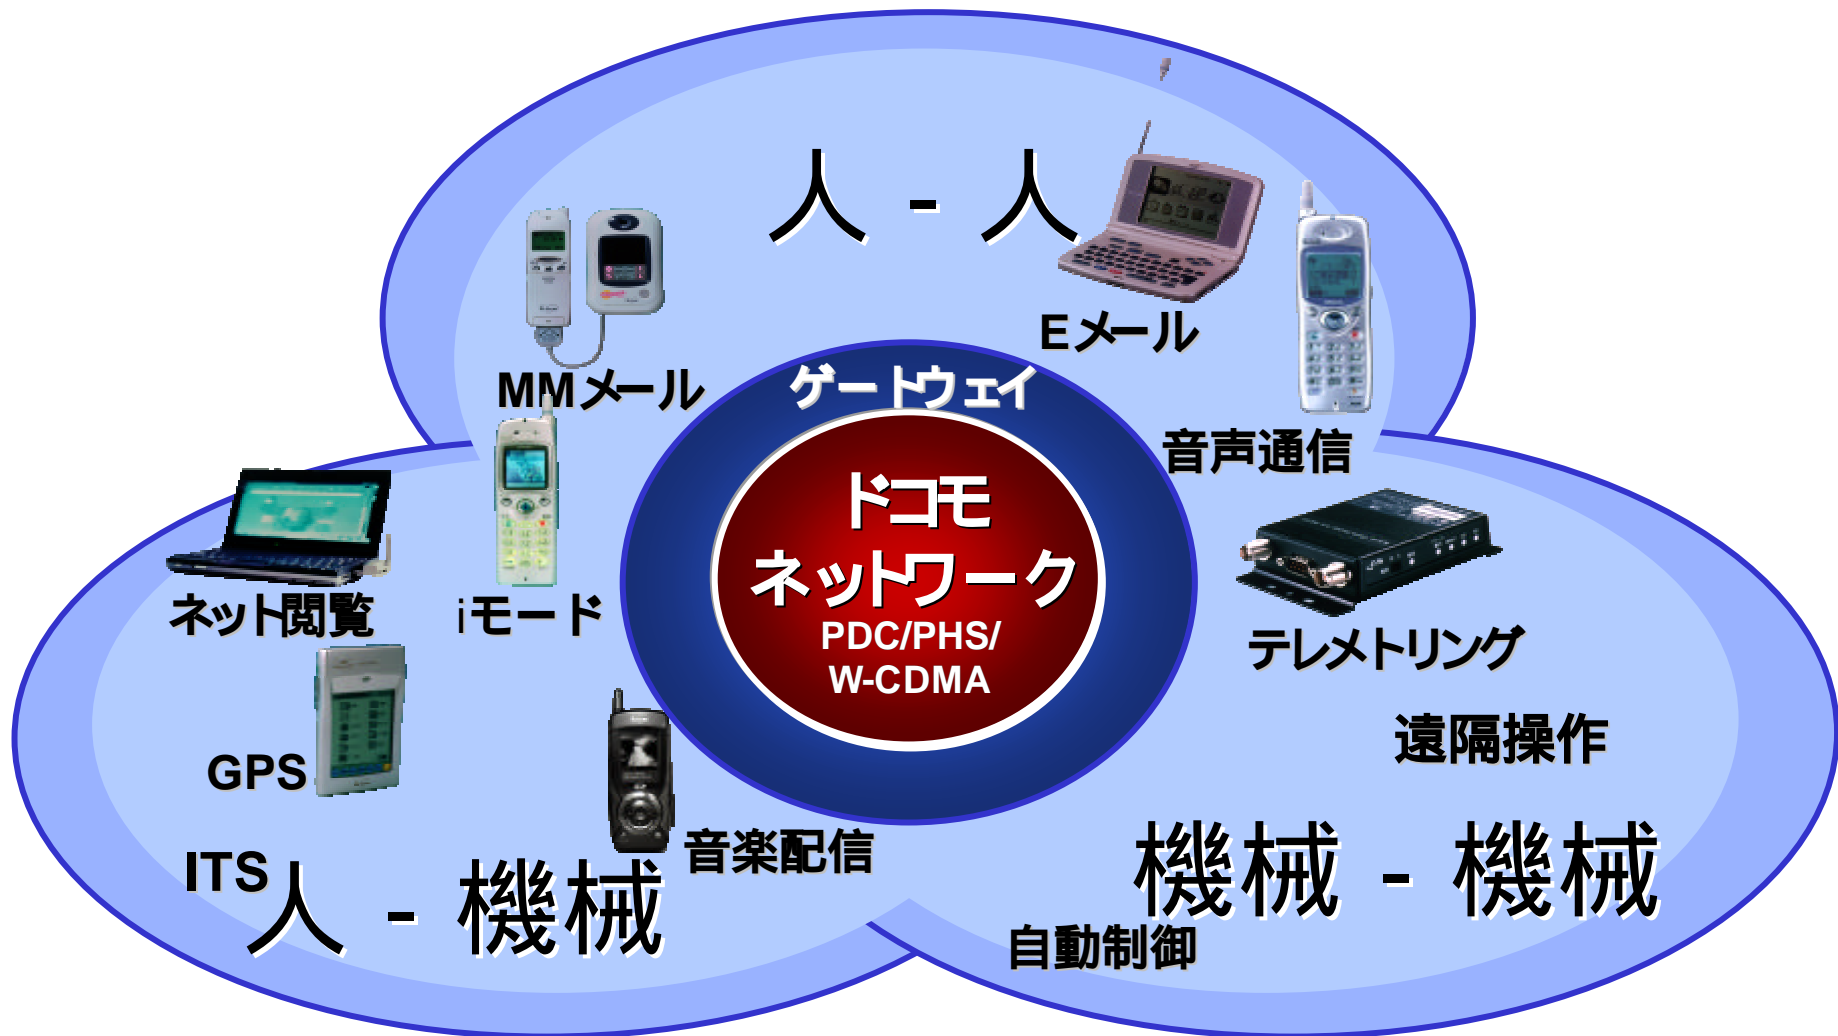 人 - 人
Eメール
MMメール
ゲートウェイ
音声通信
ドコモ
ネットワーク
PDC/PHS/
W-CDMA
ネット閲覧
iモード
テレメトリング
遠隔操作
GPS
音楽配信
ITS
人 - 機械
機械 - 機械
自動制御